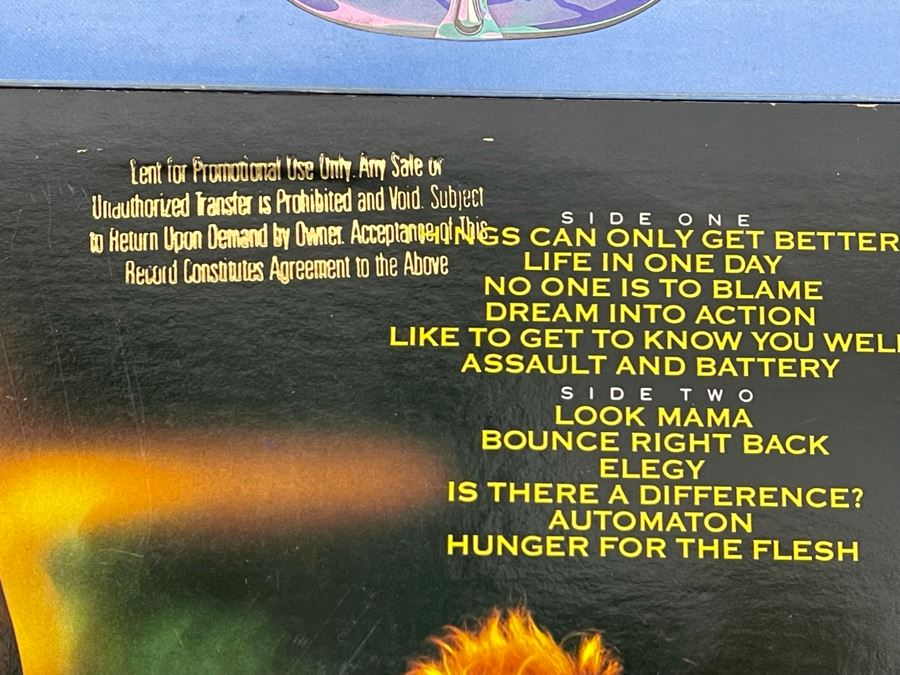 Lent for Promotional Use Only. Any Sale or
Unauthorized Transfer is Prohibited and Void. Subject
to Return Upon Demand by Owner. Acceptance of This
Record Constitutes Agreement to the Above
SIDE ONE
THINGS CAN ONLY GET BETTER
LIFE IN ONE DAY
NO ONE IS TO BLAME
DREAM INTO ACTION
LIKE TO GET TO KNOW YOU WELL
ASSAULT AND BATTERY
SIDE TWO
LOOK MAMA
BOUNCE RIGHT BACK
ELEGY
IS THERE A DIFFERENCE?
AUTOMATON
HUNGER FOR THE FLESH